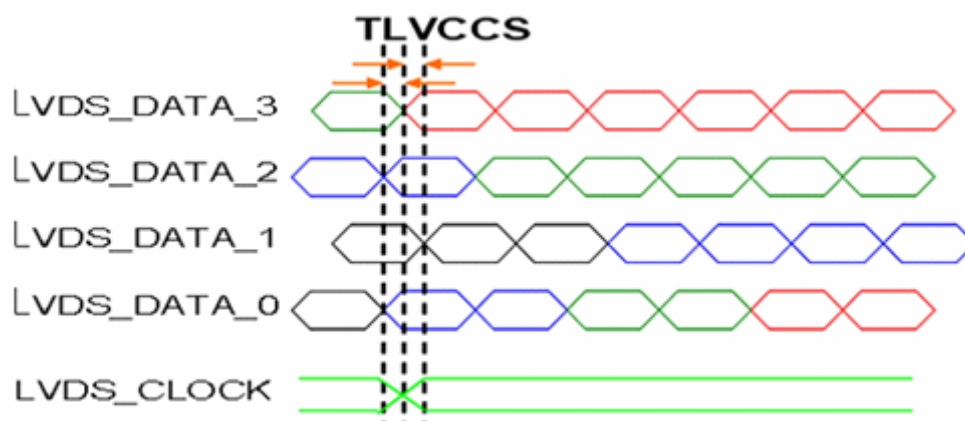 TLVCCS
LVDS_DATA_3
LVDS_DATA_2
LVDS_DATA_1
LVDS_DATA_0
LVDS_CLOCK